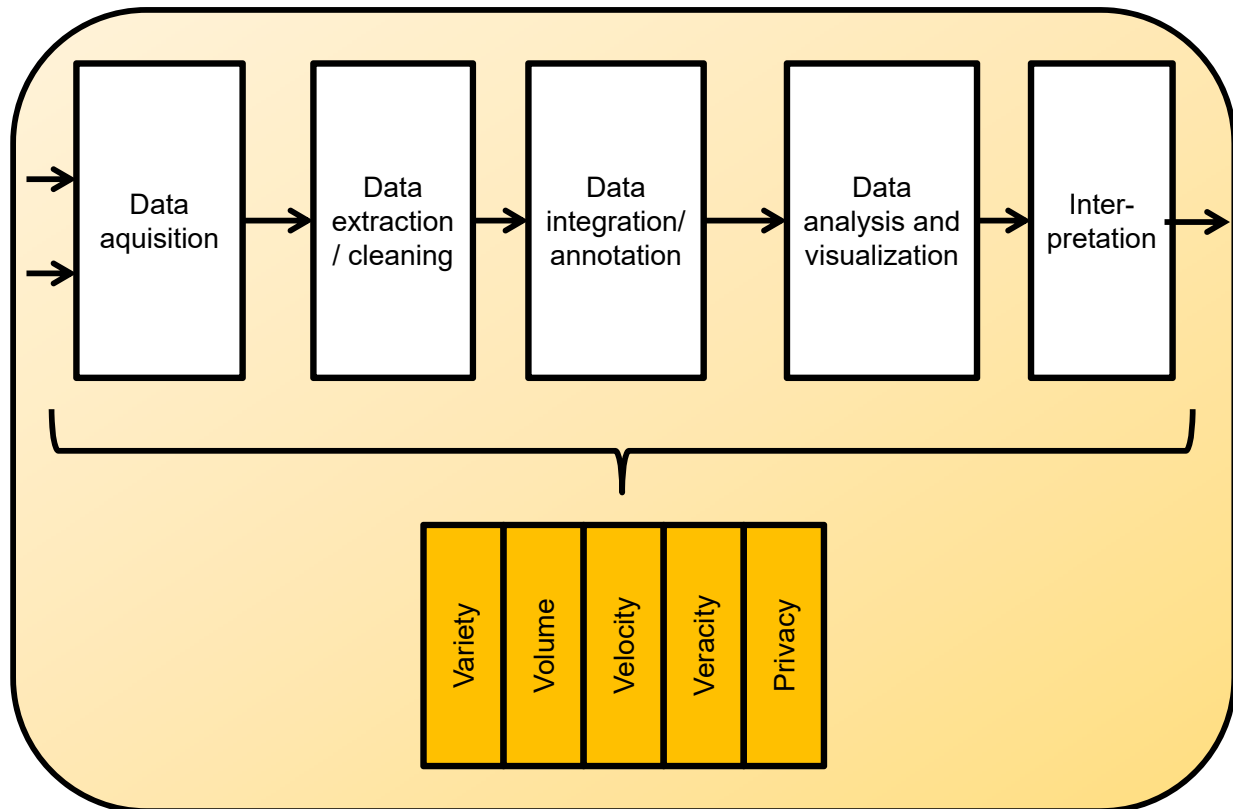 Data
aquisition
Data
extraction
/ cleaning
Data
integration/
annotation
Data
analysis and
visualization
Inter-
pretation
Variety
Volume
Velocity
Veracity
Privacy